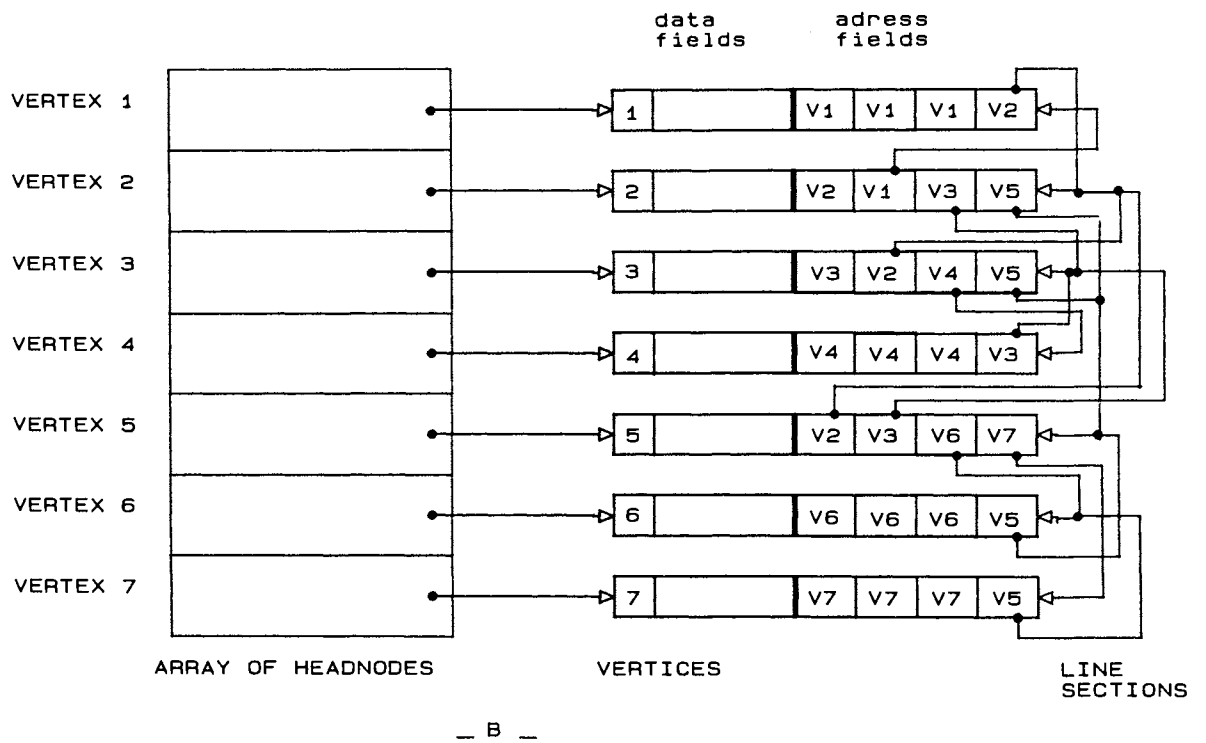 data adress
fields fields
VERTEX 1 1 V1 V1 V1 V2
VERTEX 2 2 V2 V1 V3 V5
VERTEX 3 3 V3 V2 V4 V5
VERTEX 4 4 V4 V4 V4 V3
VERTEX 5 5 V2 V3 V6 V7
VERTEX 6 6 V6 V6 V6 V5
VERTEX 7 7 V7 V7 V7 V5
ARRAY OF HEADNODES VERTICES LINE
SECTIONS
_ B _